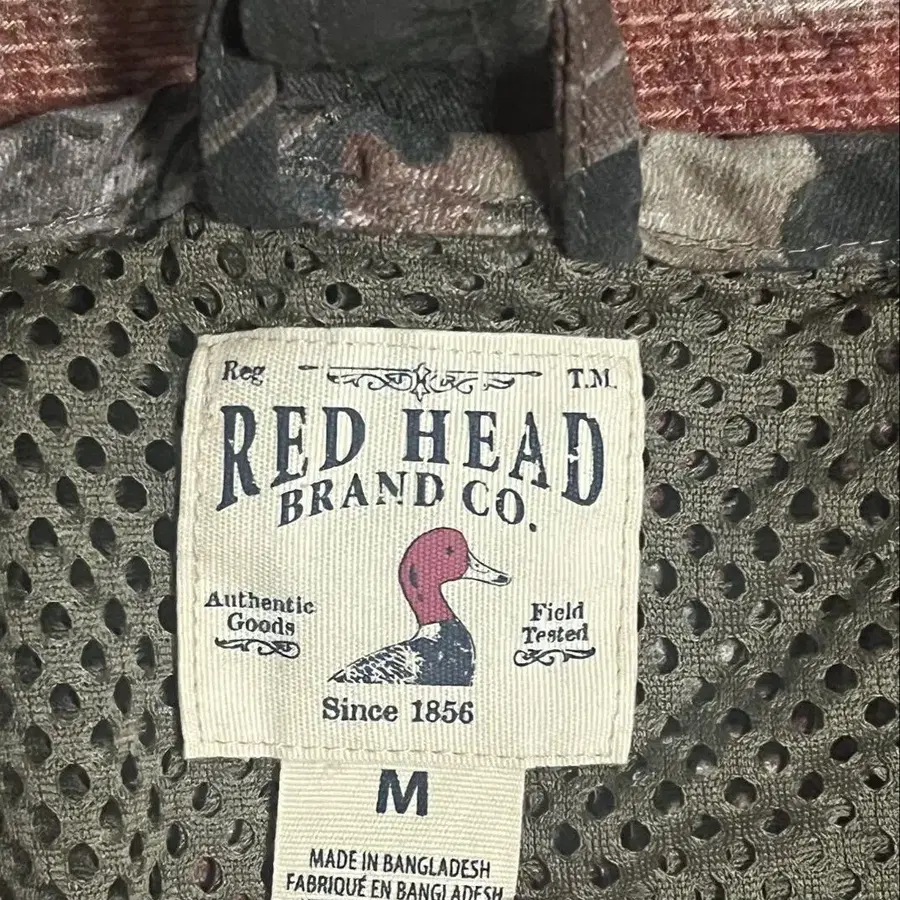 Reg. T.M.
RED HEAD
BRAND CO.
Authentic
Goods
Field
Tested
Since 1856
M
MADE IN BANGLADESH
FABRIQUÉ EN BANGLADESH